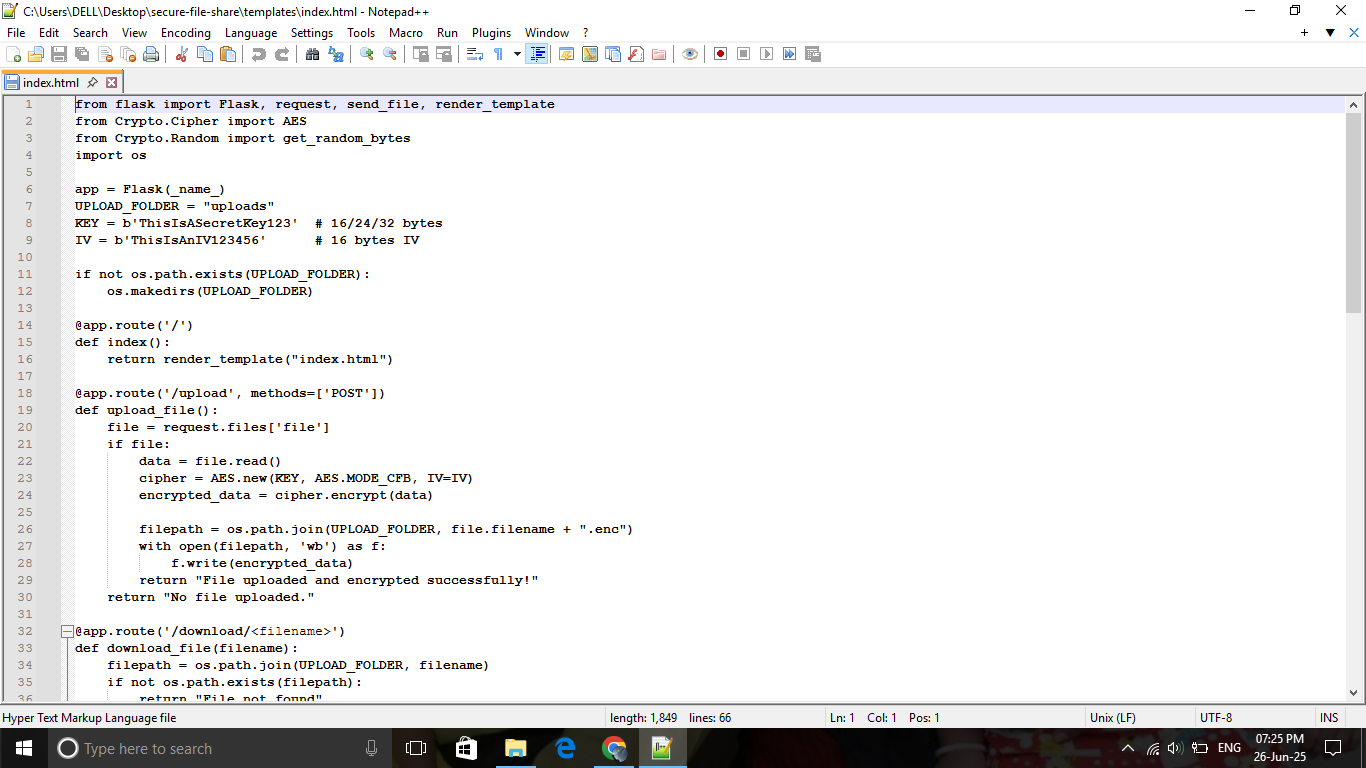 C:\Users\DELL\Desktop\secure-file-share\templates\index.html - Notepad++
File Edit Search View Encoding Language Settings Tools Macro Run Plugins Window ?
index.html
1 from flask import Flask, request, send_file, render_template
2 from Crypto.Cipher import AES
3 from Crypto.Random import get_random_bytes
4 import os
5
6 app = Flask(_name_)
7 UPLOAD_FOLDER = "uploads"
8 KEY = b'ThisIsASecretKey123'  # 16/24/32 bytes
9 IV = b'ThisIsAnIV123456'      # 16 bytes IV
10
11 if not os.path.exists(UPLOAD_FOLDER):
12     os.makedirs(UPLOAD_FOLDER)
13
14 @app.route('/')
15 def index():
16     return render_template("index.html")
17
18 @app.route('/upload', methods=['POST'])
19 def upload_file():
20     file = request.files['file']
21     if file:
22         data = file.read()
23         cipher = AES.new(KEY, AES.MODE_CFB, IV=IV)
24         encrypted_data = cipher.encrypt(data)
25
26         filepath = os.path.join(UPLOAD_FOLDER, file.filename + ".enc")
27         with open(filepath, 'wb') as f:
28             f.write(encrypted_data)
29         return "File uploaded and encrypted successfully!"
30     return "No file uploaded."
31
32 @app.route('/download/<filename>')
33 def download_file(filename):
34     filepath = os.path.join(UPLOAD_FOLDER, filename)
35     if not os.path.exists(filepath):
36         return "File not found"
Hyper Text Markup Language file length: 1,849 lines: 66 Ln: 1 Col: 1 Pos: 1 Unix (LF) UTF-8 INS
Type here to search
ENG
07:25 PM
26-Jun-25